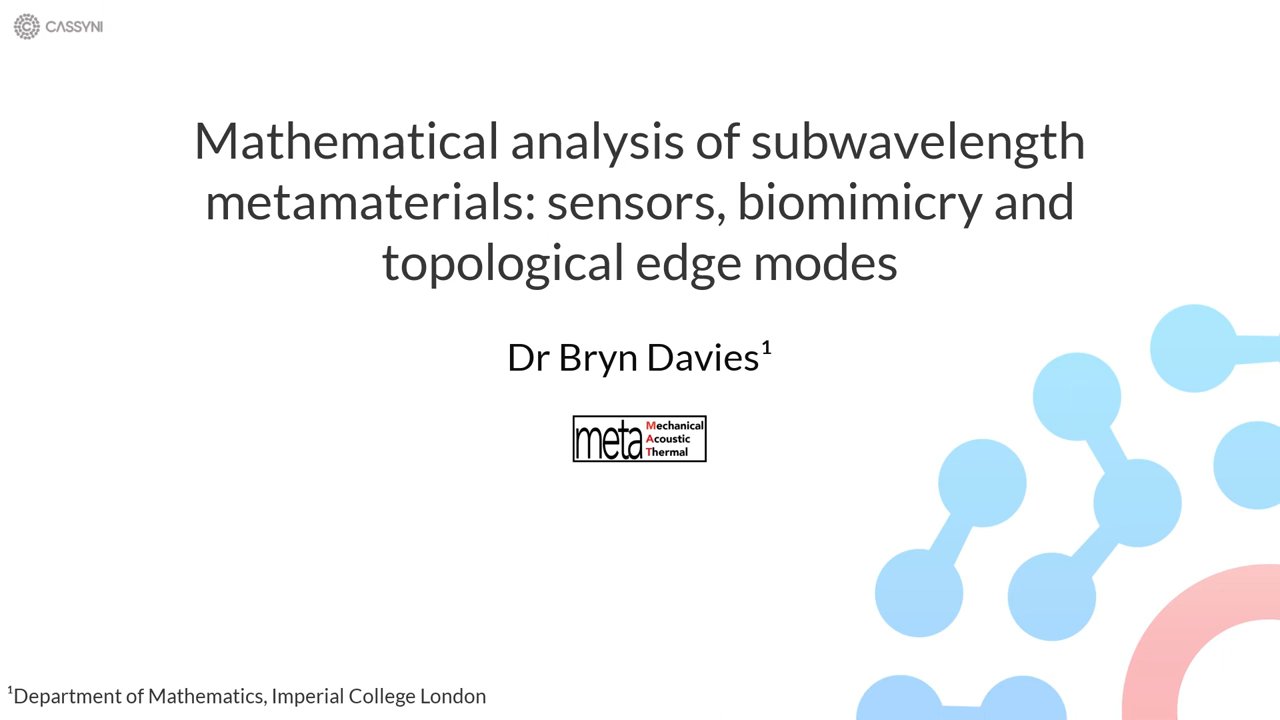 CASSYNI
Mathematical analysis of subwavelength
metamaterials: sensors, biomimicry and
topological edge modes
Dr Bryn Davies¹
meta Mechanical
Acoustic
Thermal
¹Department of Mathematics, Imperial College London